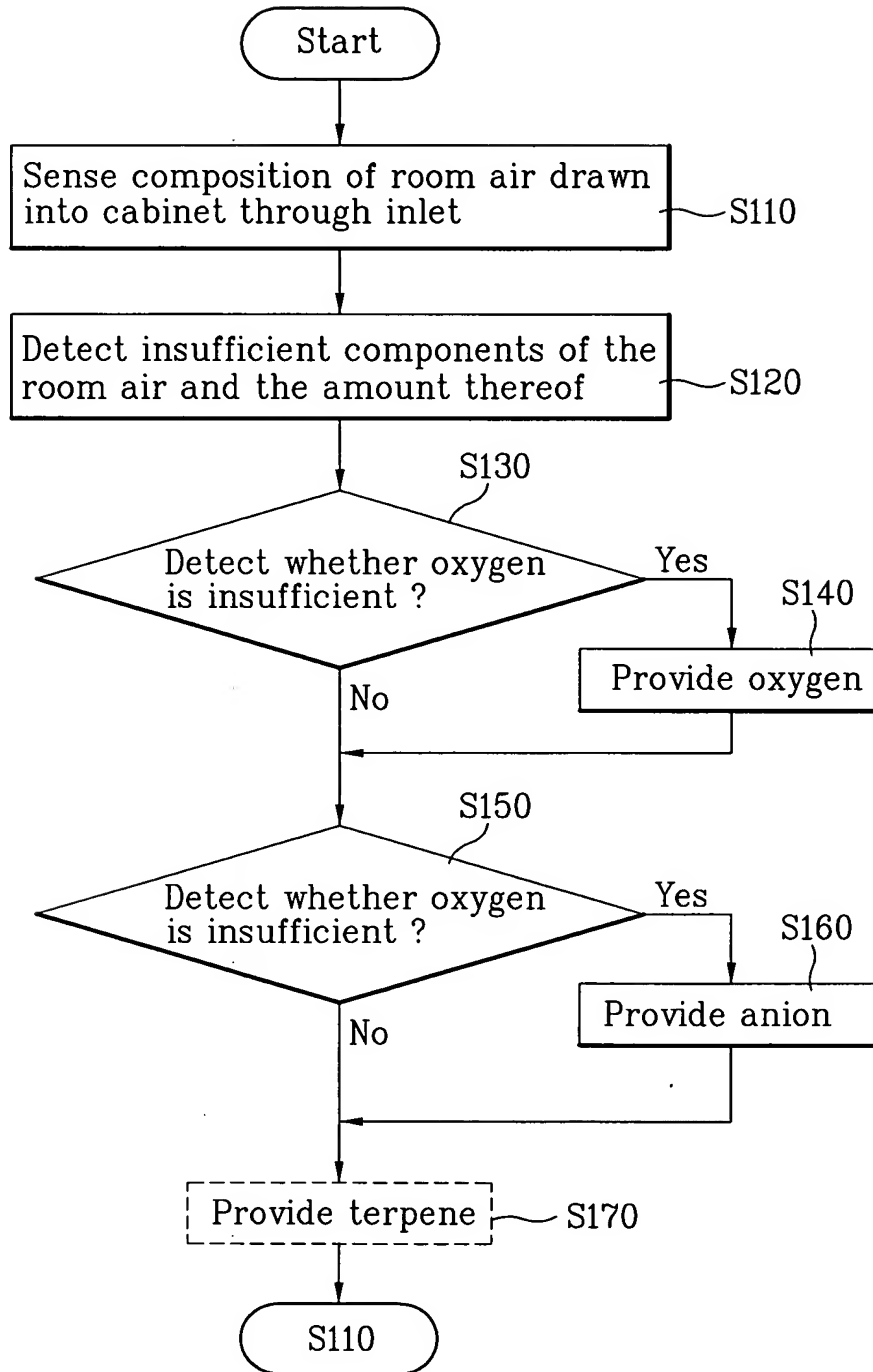 Start
Sense composition of room air drawn
into cabinet through inlet
S110
Detect insufficient components of the
room air and the amount thereof
S120
S130
Detect whether oxygen
is insufficient ?
Yes
S140
Provide oxygen
No
S150
Detect whether oxygen
is insufficient ?
Yes
S160
Provide anion
No
Provide terpene
S170
S110